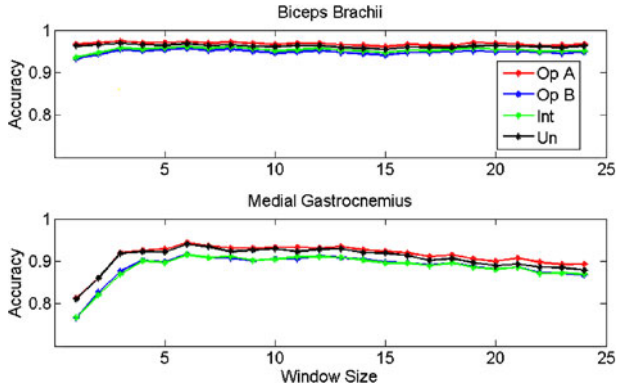 Biceps Brachii
1
0.9
0.8
Accuracy
Op A
Op B
Int
Un
5
10
15
20
25
Medial Gastrocnemius
1
0.9
0.8
Accuracy
5
10
15
20
25
Window Size